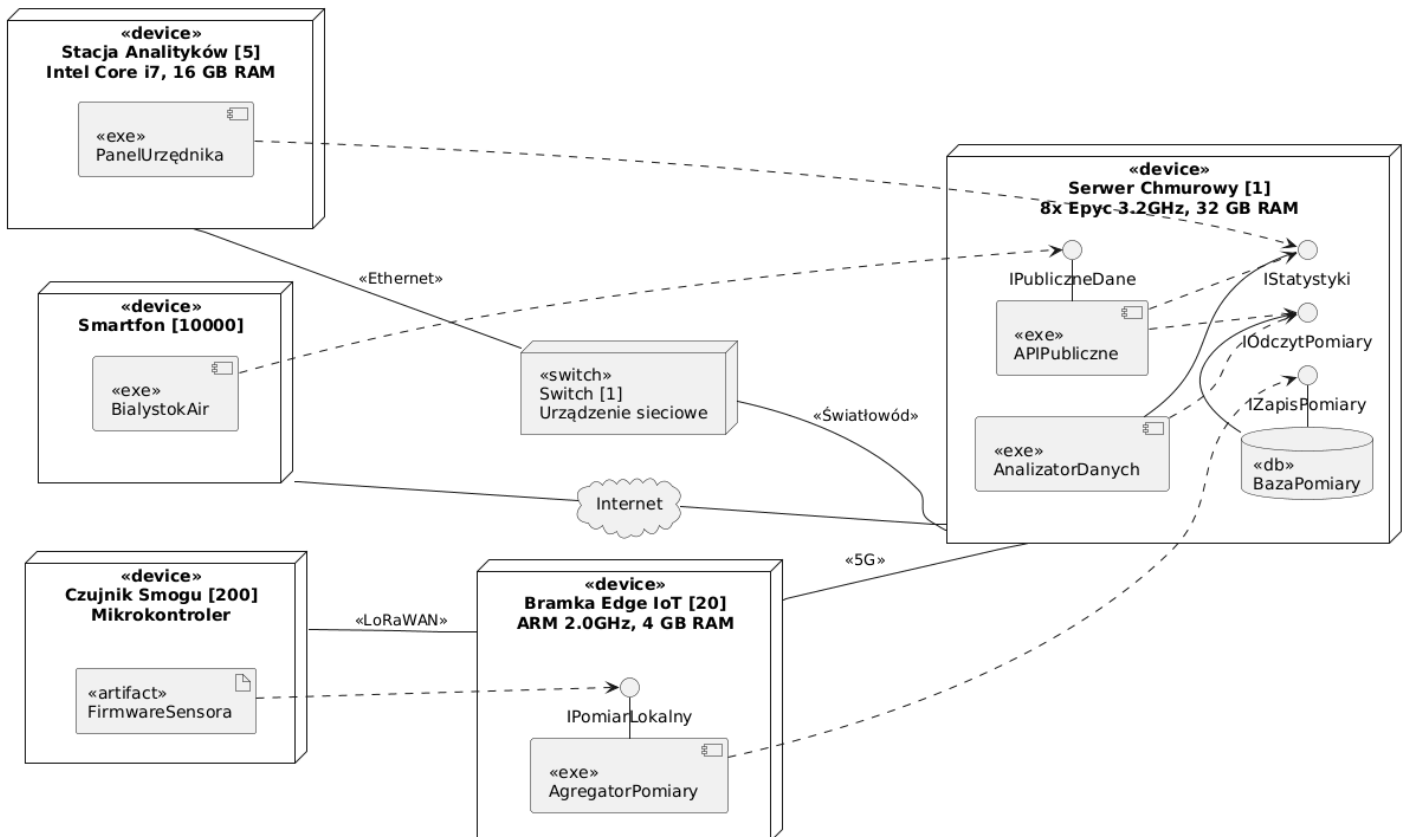 «device»
Stacja Analityków [5]
Intel Core i7, 16 GB RAM
«exe»
PanelUrzędnika
«Ethernet»
«device»
Smartfon [10000]
«exe»
BialystokAir
«switch»
Switch [1]
Urządzenie sieciowe
«Światłowód»
Internet
«device»
Serwer Chmurowy [1]
8x Epyc 3.2GHz, 32 GB RAM
IPubliczneDane
IStatystyki
«exe»
APIPubliczne
IOdczytPomiary
IZapisPomiary
«exe»
AnalizatorDanych
«db»
BazaPomiary
«5G»
«device»
Czujnik Smogu [200]
Mikrokontroler
«LoRaWAN»
«artifact»
FirmwareSensora
«device»
Bramka Edge IoT [20]
ARM 2.0GHz, 4 GB RAM
IPomiarLokalny
«exe»
AgregatorPomiary